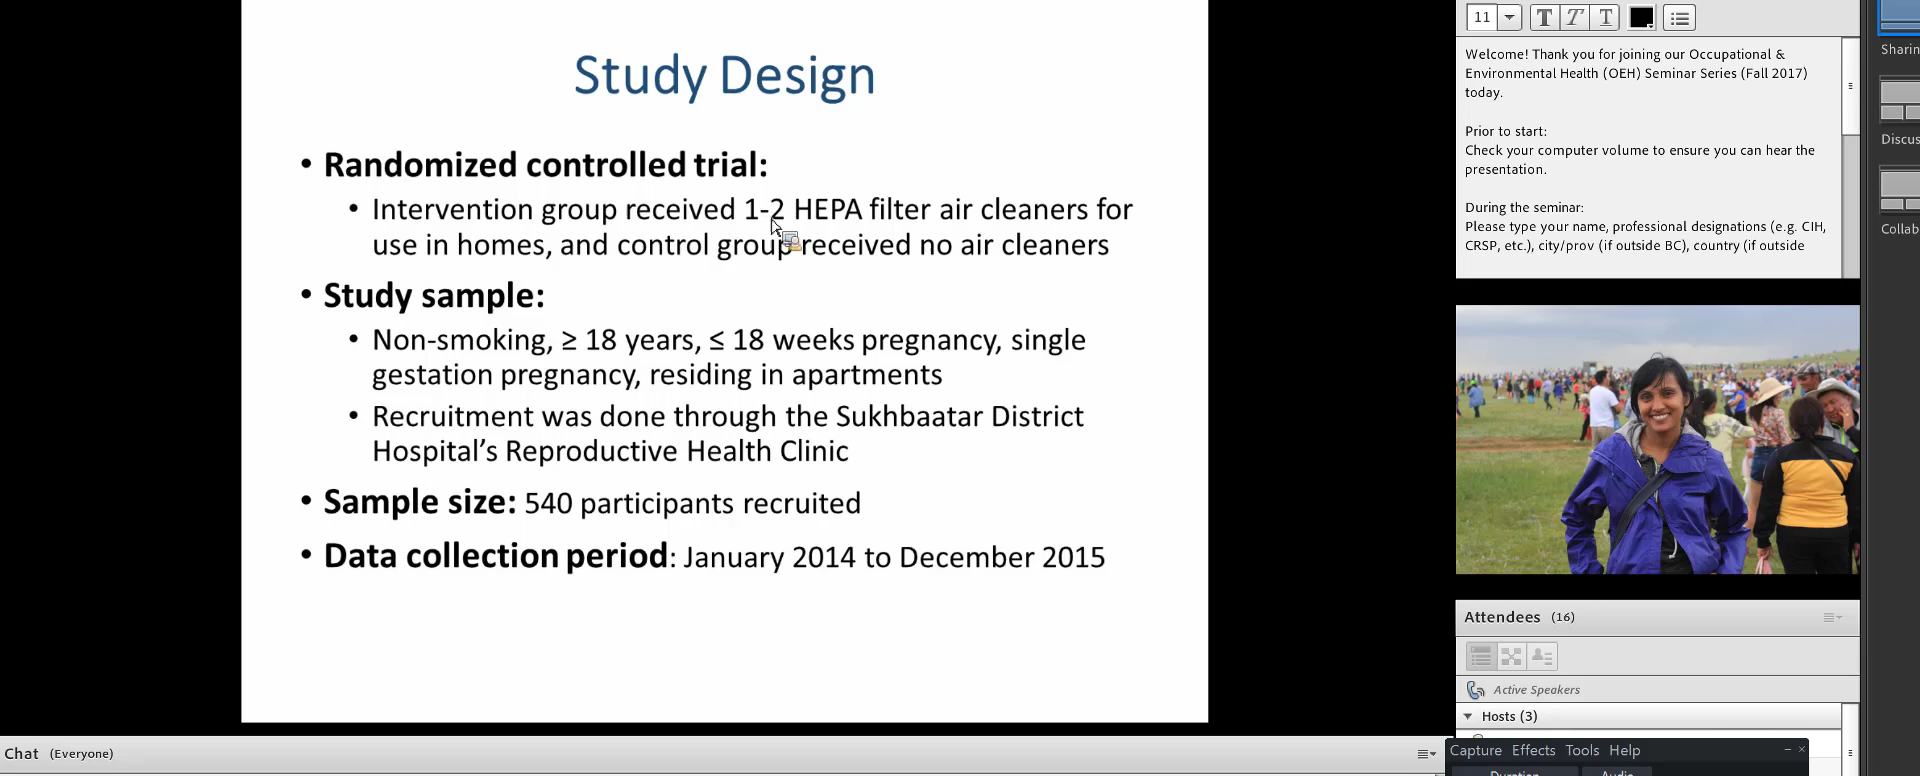 Study Design
• Randomized controlled trial:
• Intervention group received 1-2 HEPA filter air cleaners for
use in homes, and control group received no air cleaners
• Study sample:
• Non-smoking, ≥ 18 years, ≤ 18 weeks pregnancy, single
gestation pregnancy, residing in apartments
• Recruitment was done through the Sukhbaatar District
Hospital's Reproductive Health Clinic
• Sample size: 540 participants recruited
• Data collection period: January 2014 to December 2015
Chat (Everyone)
11 T T T
Welcome! Thank you for joining our Occupational &
Environmental Health (OEH) Seminar Series (Fall 2017)
today.
Prior to start:
Check your computer volume to ensure you can hear the
presentation.
During the seminar:
Please type your name, professional designations (e.g. CIH,
CRSP, etc.), city/prov (if outside BC), country (if outside
Attendees (16)
Active Speakers
Hosts (3)
Capture Effects Tools Help
Duration Audio
Sharin
Discus
Collab